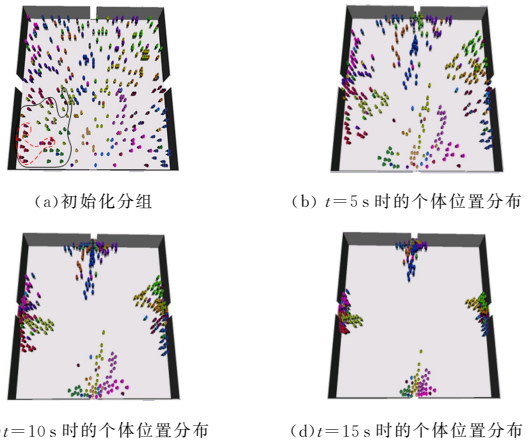 (a)初始化分组
(b) t=5 s 时的个体位置分布
t=10 s 时的个体位置分布
(d)t=15 s 时的个体位置分布